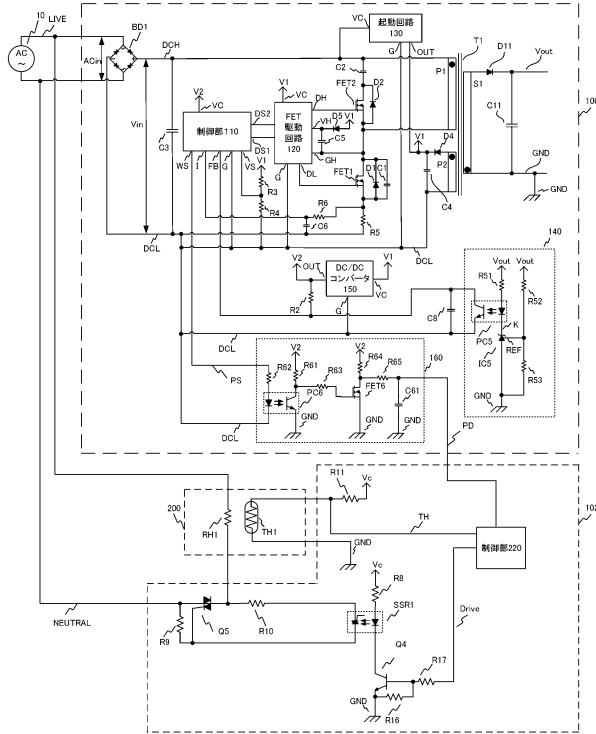 10
LIVE
AC
ACin
BD1
DCH
Vin
VC
起動回路
130
G
OUT
T1
D11
Vout
C2
P1
S1
FET2
D2
C11
100
V2
VC
V1
VC
DH
制御部110
DS2
DS1
FET
駆動
回路
120
VH
D5
V1
C5
GH
V1
D4
GND
C3
WS
I
FB
G
VS
V1
G
DL
FET1
D1
C1
P2
GND
R3
R4
R6
C6
R5
C4
DCL
DCL
140
V2
OUT
DC/DC
コンバータ
150
V1
VC
G
R2
Vout
Vout
R51
R52
C8
PC5
K
REF
IC5
R53
GND
DCL
V2
R61
R62
V2
R64
R65
160
R63
FET6
C61
PC6
PS
GND
GND
GND
DCL
PD
R11
Vc
102
200
RH1
TH1
TH
GND
制御部220
Vc
R8
SSR1
Drive
NEUTRAL
R9
Q5
R10
Q4
R17
GND
R16